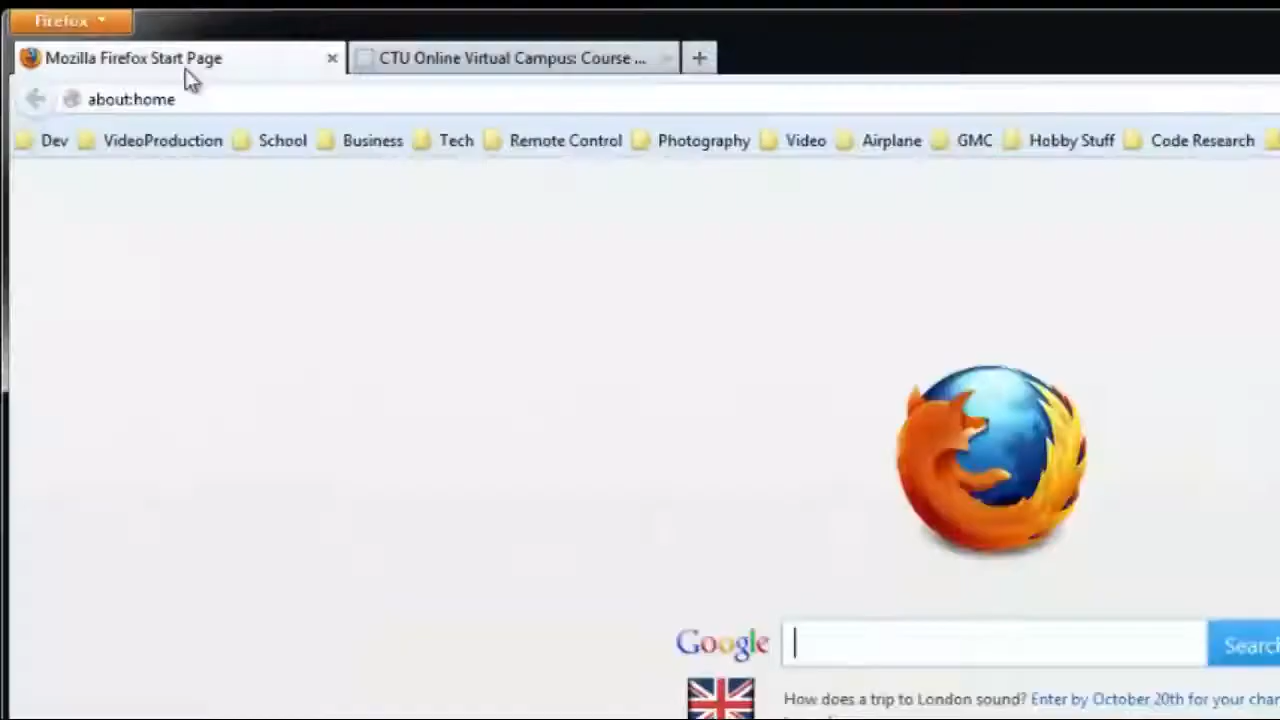 Firefox
Mozilla Firefox Start Page
CTU Online Virtual Campus: Course ...
about:home
Dev VideoProduction School Business Tech Remote Control Photography Video Airplane GMC Hobby Stuff Code Research
Google
Search
How does a trip to London sound? Enter by October 20th for your